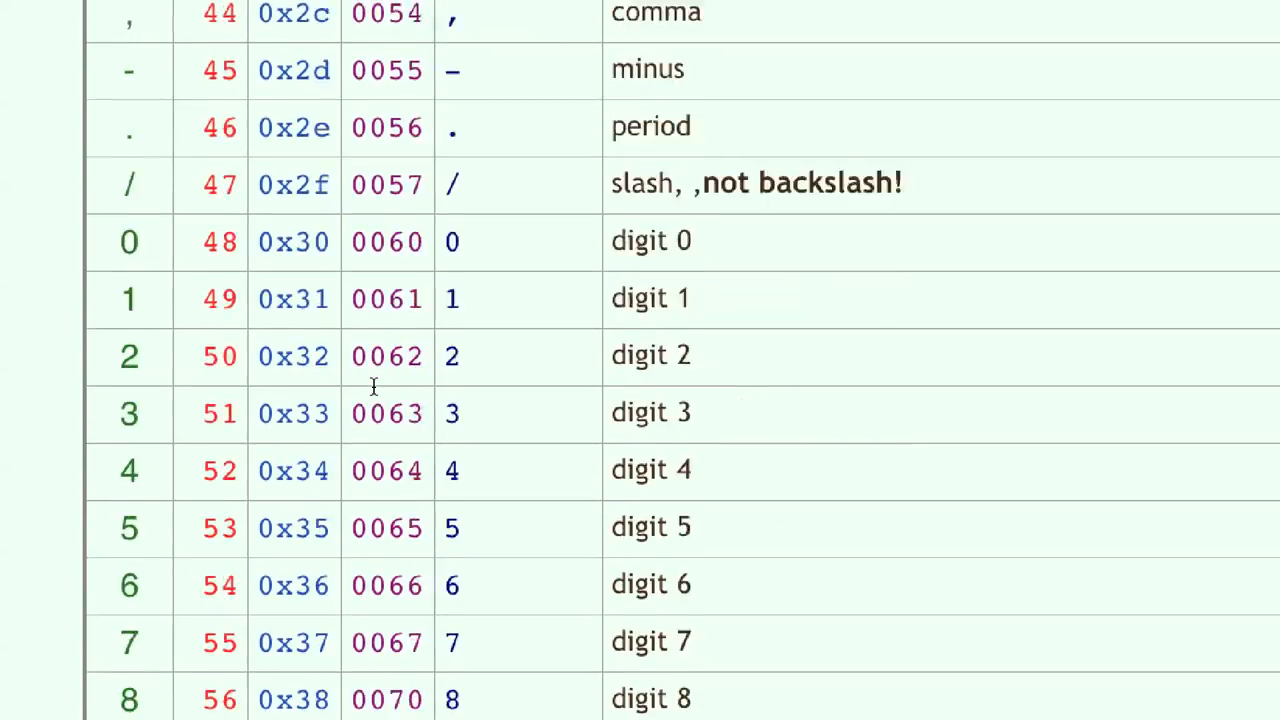 , 44 0x2c 0054 , comma
- 45 0x2d 0055 – minus
. 46 0x2e 0056 . period
/ 47 0x2f 0057 / slash, ,not backslash!
0 48 0x30 0060 0 digit 0
1 49 0x31 0061 1 digit 1
2 50 0x32 0062 2 digit 2
3 51 0x33 0063 3 digit 3
4 52 0x34 0064 4 digit 4
5 53 0x35 0065 5 digit 5
6 54 0x36 0066 6 digit 6
7 55 0x37 0067 7 digit 7
8 56 0x38 0070 8 digit 8